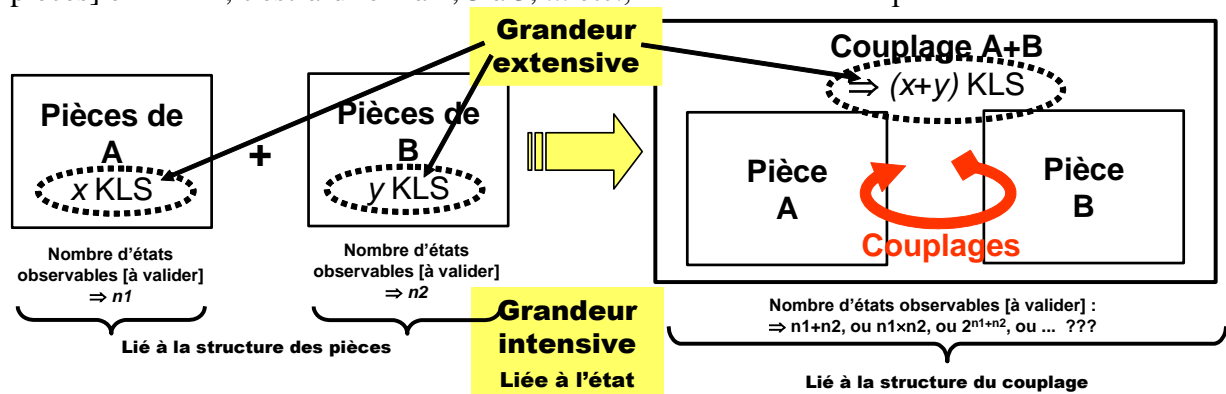 Grandeur
extensive
Pièces de
A
x KLS
+
Pièces de
B
y KLS
Couplage A+B
⇒ (x+y) KLS
Pièce
A
Pièce
B
Couplages
Nombre d'états
observables [à valider]
⇒ n1
Nombre d'états
observables [à valider]
⇒ n2
Lié à la structure des pièces
Grandeur
intensive
Liée à l'état
Nombre d'états observables [à valider] :
⇒ n1+n2, ou n1×n2, ou 2ⁿ¹⁺ⁿ², ou ... ???
Lié à la structure du couplage